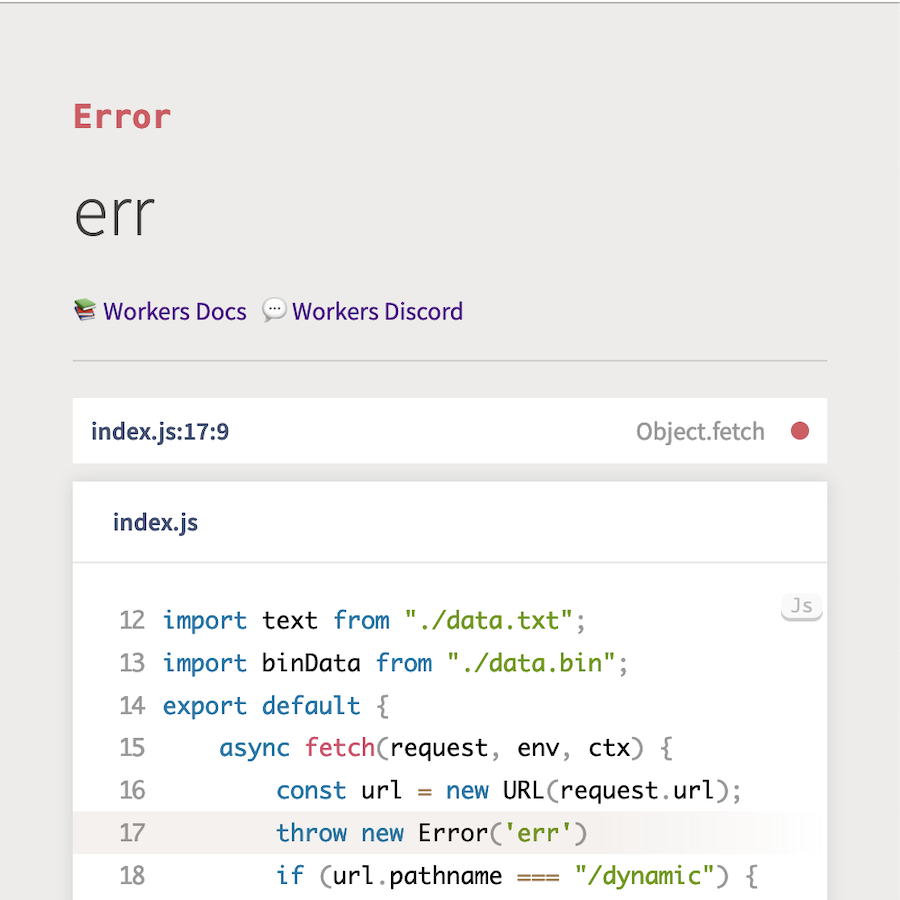 Error
err
📚 Workers Docs 💬 Workers Discord
index.js:17:9 Object.fetch
index.js
Js
12 import text from "./data.txt";
13 import binData from "./data.bin";
14 export default {
15     async fetch(request, env, ctx) {
16         const url = new URL(request.url);
17         throw new Error('err')
18         if (url.pathname === "/dynamic") {